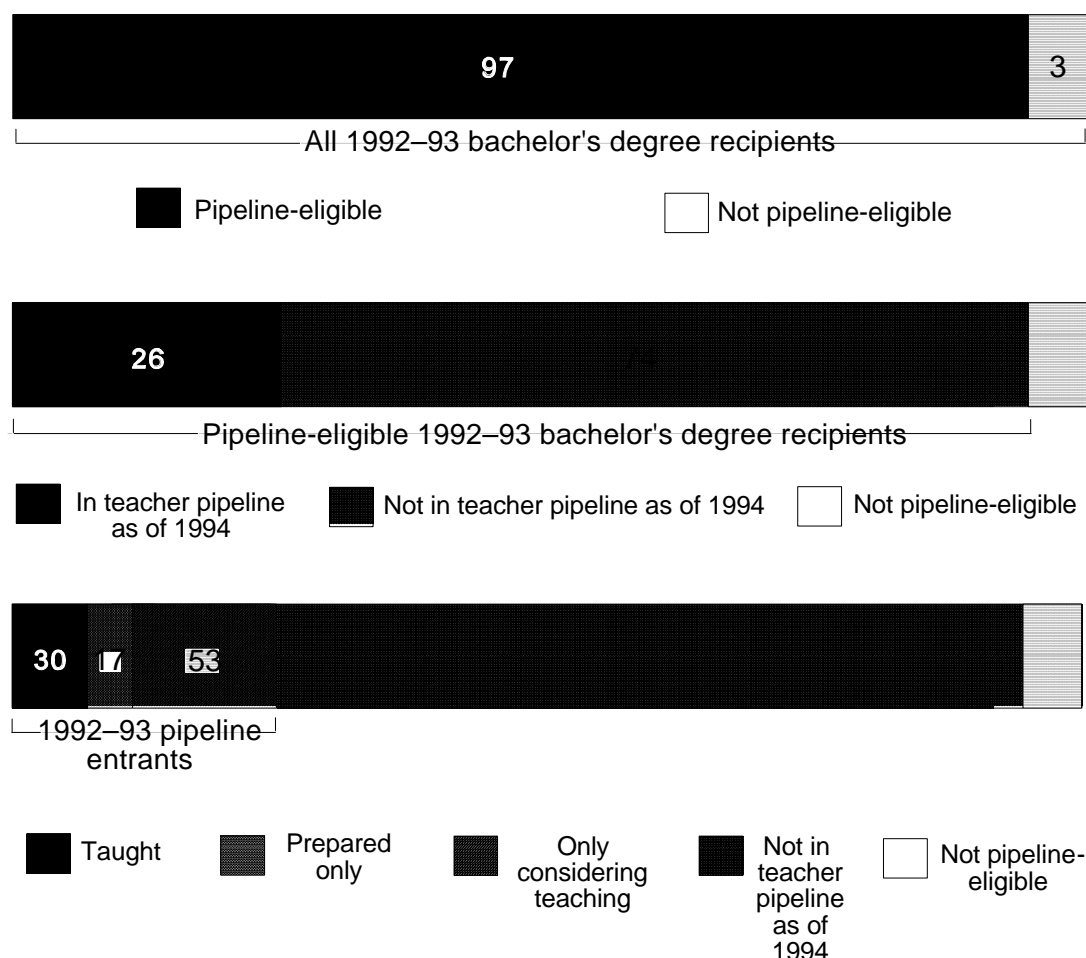 97 3
All 1992–93 bachelor's degree recipients
Pipeline-eligible Not pipeline-eligible
26 74
Pipeline-eligible 1992–93 bachelor's degree recipients
In teacher pipeline
as of 1994
Not in teacher pipeline as of 1994
Not pipeline-eligible
30 17 53
1992–93 pipeline
entrants
Taught
Prepared
only
Only
considering
teaching
Not in
teacher
pipeline
as of
1994
Not pipeline-
eligible